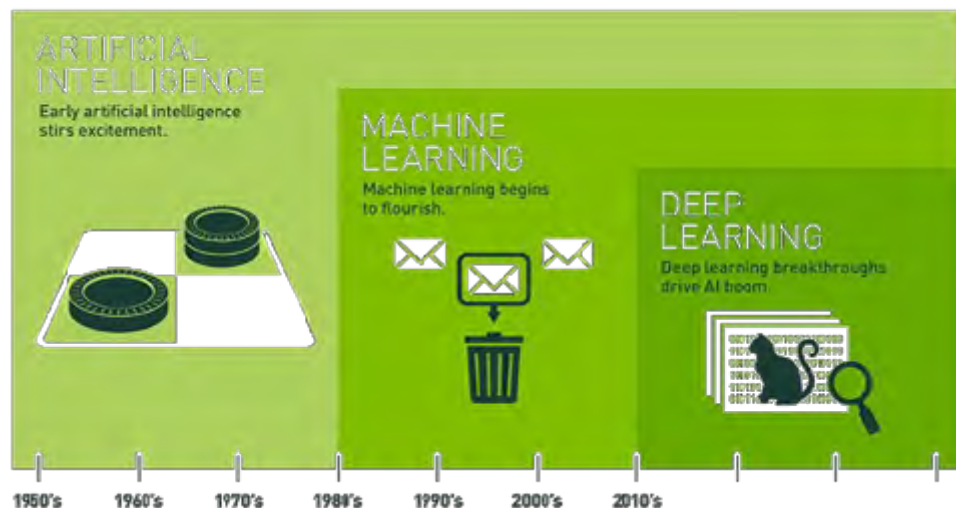 ARTIFICIAL
INTELLIGENCE
Early artificial intelligence
stirs excitement.
MACHINE
LEARNING
Machine learning begins
to flourish.
DEEP
LEARNING
Deep learning breakthroughs
drive AI boom.
1950's 1960's 1970's 1980's 1990's 2000's 2010's